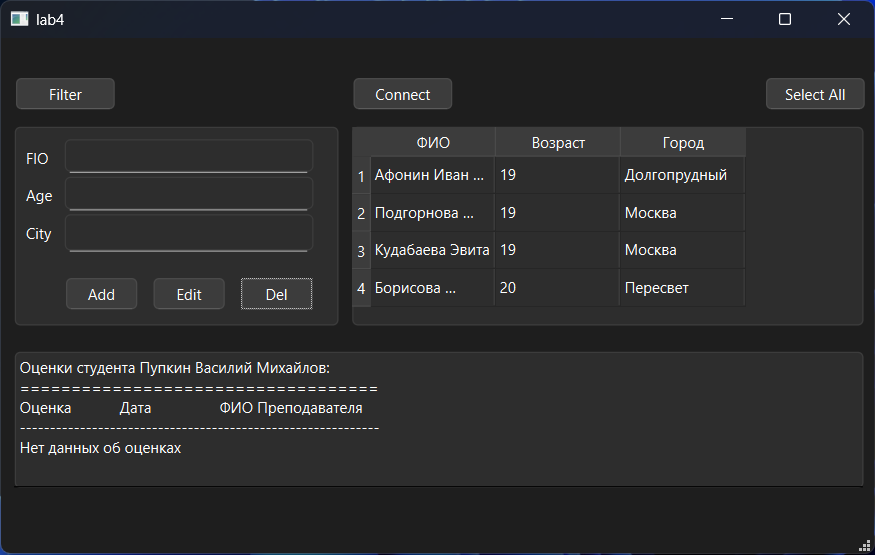 lab4
Filter
Connect
Select All
FIO
Age
City
Add Edit Del
ФИО Возраст Город
1 Афонин Иван ... 19 Долгопрудный
2 Подгорнова ... 19 Москва
3 Кудабаева Эвита 19 Москва
4 Борисова ... 20 Пересвет
Оценки студента Пупкин Василий Михайлов:
===================================
Оценка Дата ФИО Преподавателя
------------------------------------------------------------
Нет данных об оценках